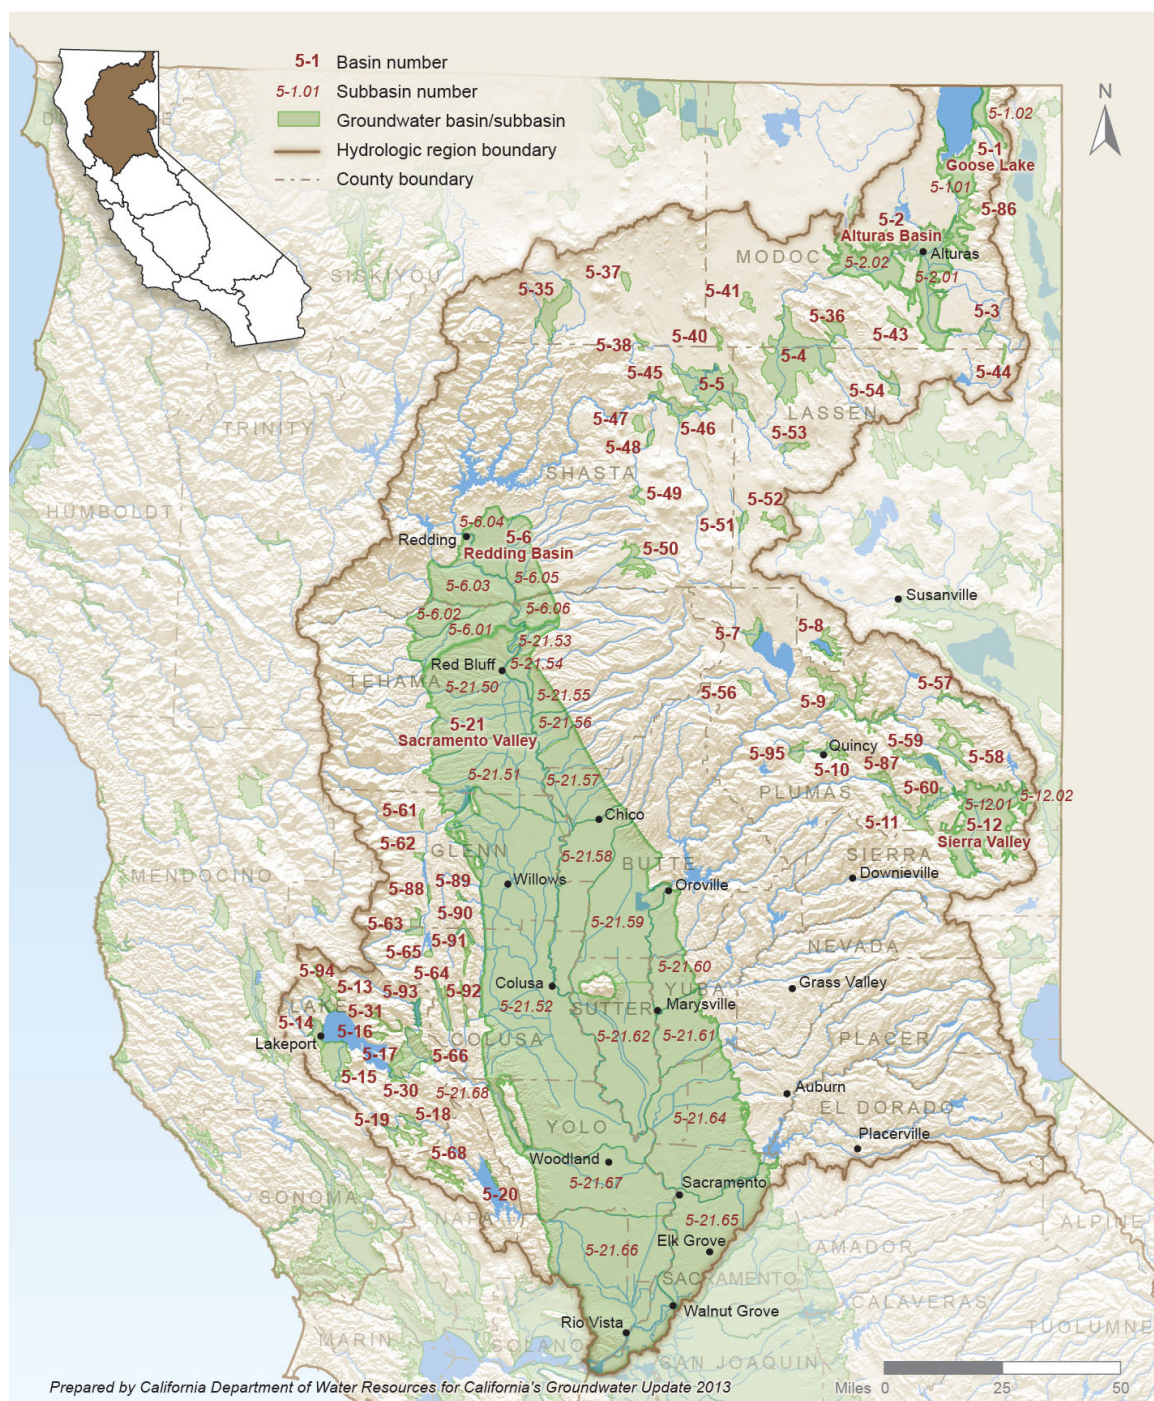 5-1 Basin number
5-1.01 Subbasin number
Groundwater basin/subbasin
Hydrologic region boundary
County boundary
N
5-1.02
5-1
Goose Lake
5-1.01
5-86
5-2
Alturas Basin
Alturas
MODOC
5-2.02
5-2.01
SISKIYOU
5-37
5-35
5-41
5-36
5-3
5-43
5-40
5-38
5-4
5-44
5-45
5-5
5-54
LASSEN
5-47
5-46
5-53
5-48
TRINITY
SHASTA
5-49
5-52
HUMBOLDT
5-6.04
5-51
Redding
5-6
Redding Basin
5-50
5-6.03
5-6.05
Susanville
5-6.02
5-6.06
5-6.01
5-7
5-8
5-21.53
Red Bluff
5-21.54
TEHAMA
5-21.50
5-21.55
5-56
5-57
5-9
5-21
Sacramento Valley
5-21.56
5-59
5-95
Quincy
5-58
5-10
5-87
5-21.51
5-21.57
PLUMAS
5-60
5-12.01
5-12.02
5-61
Chico
5-11
5-12
Sierra Valley
5-62
GLENN
5-21.58
BUTTE
SIERRA
MENDOCINO
5-88
5-89
Willows
Oroville
Downieville
5-63
5-90
5-21.59
5-65
5-91
NEVADA
5-94
5-64
5-21.60
5-13
5-93
5-92
Colusa
YUBA
Grass Valley
LAKE
5-31
5-21.52
SUTTER
Marysville
5-14
5-16
Lakeport
COLUSA
5-21.62
5-21.61
PLACER
5-17
5-66
5-15
5-30
5-21.68
Auburn
5-19
5-18
5-21.64
EL DORADO
YOLO
Placerville
5-68
Woodland
5-20
5-21.67
Sacramento
SONOMA
NAPA
5-21.65
ALPINE
Elk Grove
5-21.66
AMADOR
SACRAMENTO
Walnut Grove
CALAVERAS
Rio Vista
TUOLUMNE
MARIN
SOLANO
SAN JOAQUIN
Prepared by California Department of Water Resources for California's Groundwater Update 2013
Miles 0 25 50